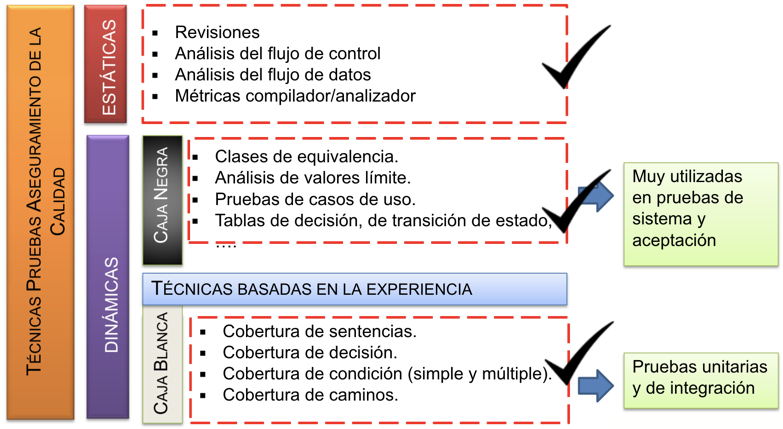 TÉCNICAS PRUEBAS ASEGURAMIENTO DE LA
CALIDAD
ESTÁTICAS
▪ Revisiones
▪ Análisis del flujo de control
▪ Análisis del flujo de datos
▪ Métricas compilador/analizador
DINÁMICAS
CAJA NEGRA
▪ Clases de equivalencia.
▪ Análisis de valores límite.
▪ Pruebas de casos de uso.
▪ Tablas de decisión, de transición de estado,
….
Muy utilizadas
en pruebas de
sistema y
aceptación
TÉCNICAS BASADAS EN LA EXPERIENCIA
CAJA BLANCA
▪ Cobertura de sentencias.
▪ Cobertura de decisión.
▪ Cobertura de condición (simple y múltiple).
▪ Cobertura de caminos.
Pruebas unitarias
y de integración